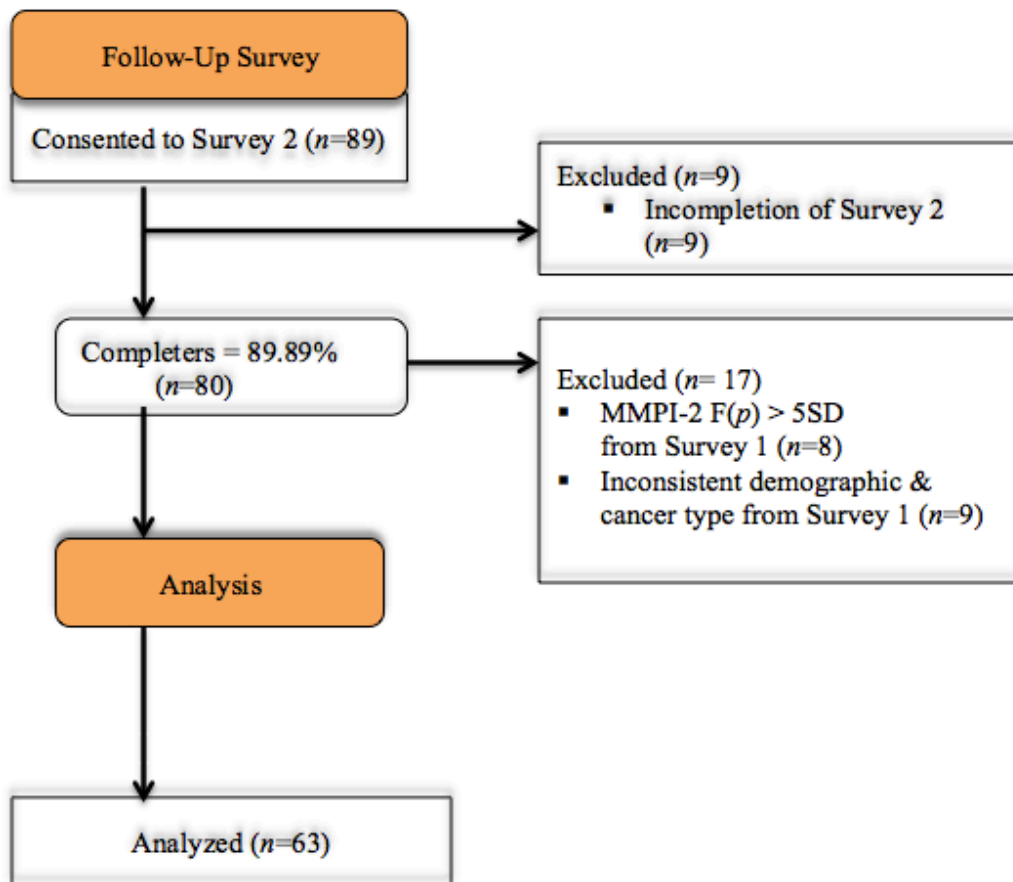 Follow-Up Survey
Consented to Survey 2 (n=89)
Excluded (n=9)
▪ Incompletion of Survey 2
(n=9)
Completers = 89.89%
(n=80)
Excluded (n= 17)
▪ MMPI-2 F(p) > 5SD
from Survey 1 (n=8)
▪ Inconsistent demographic &
cancer type from Survey 1 (n=9)
Analysis
Analyzed (n=63)